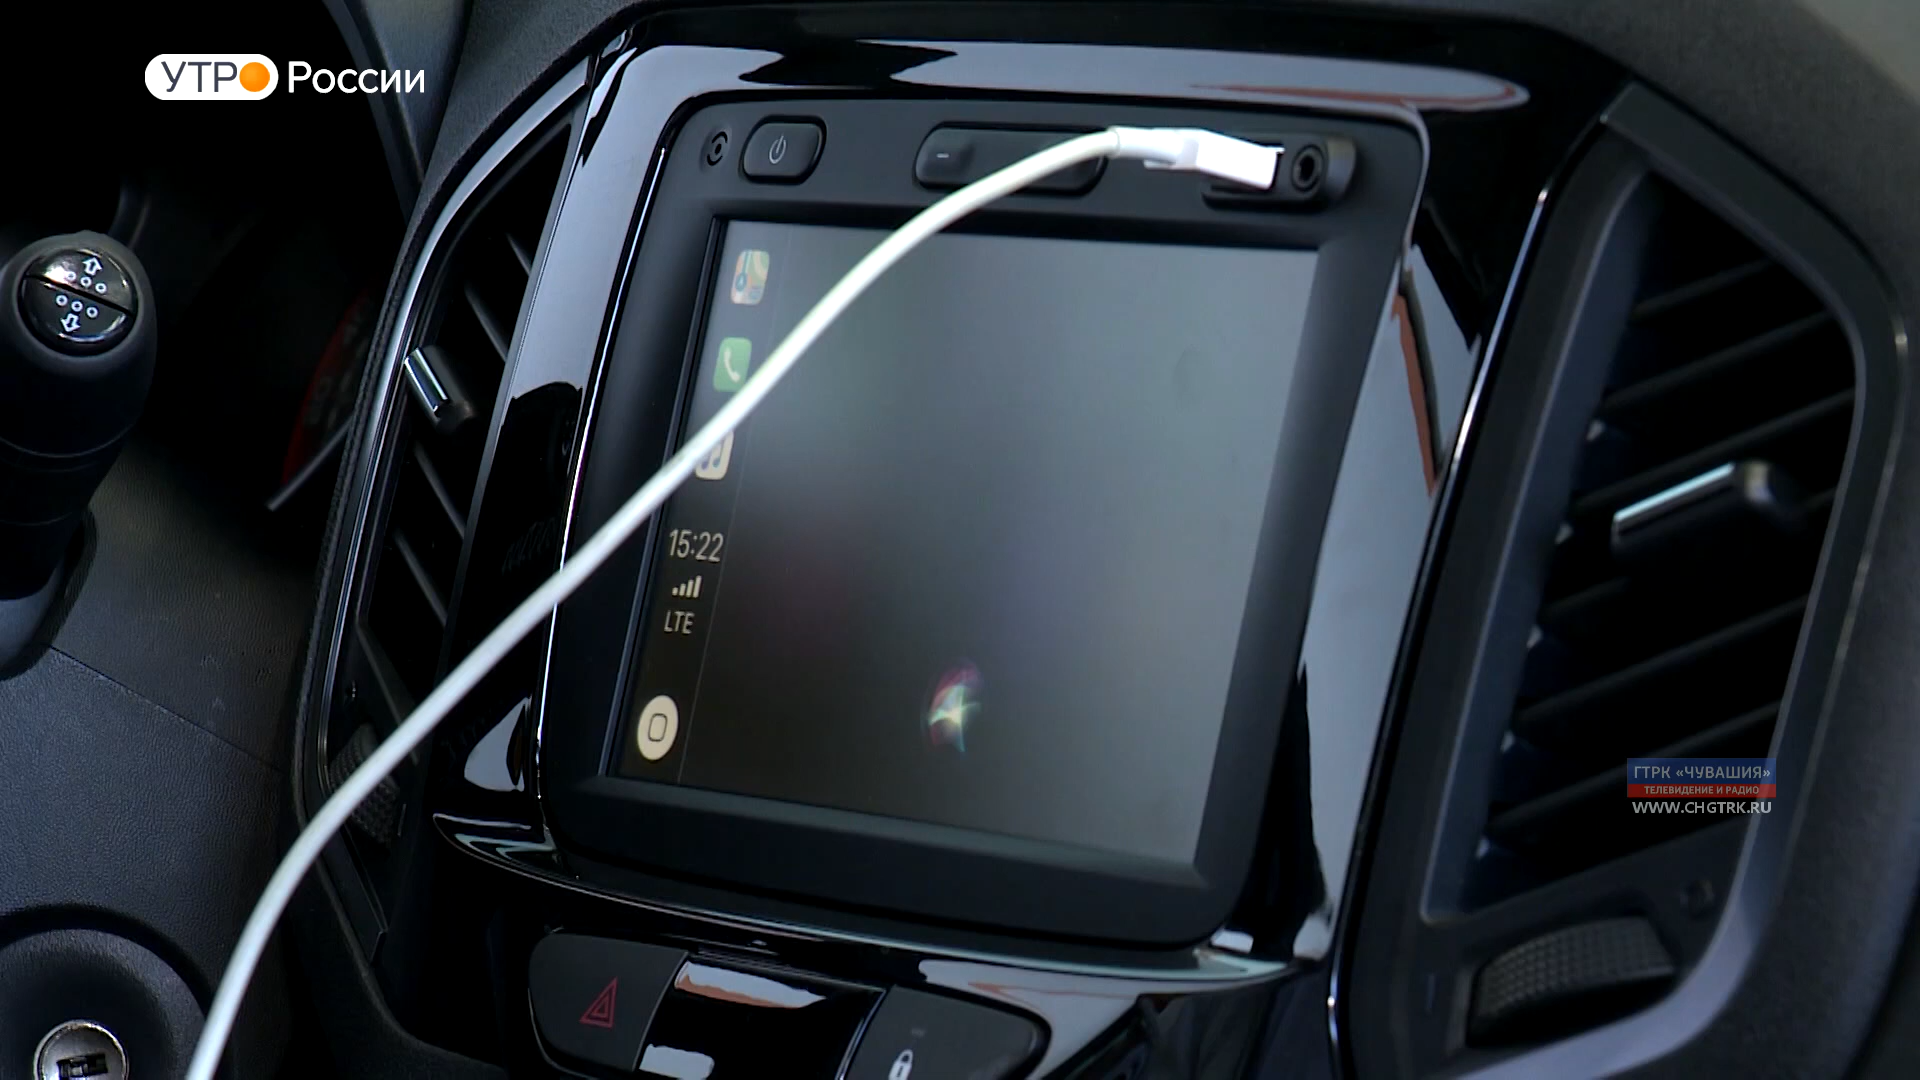 УТРО России
15:22
LTE
ГТРК «ЧУВАШИЯ»
ТЕЛЕВИДЕНИЕ И РАДИО
WWW.CHGTRK.RU